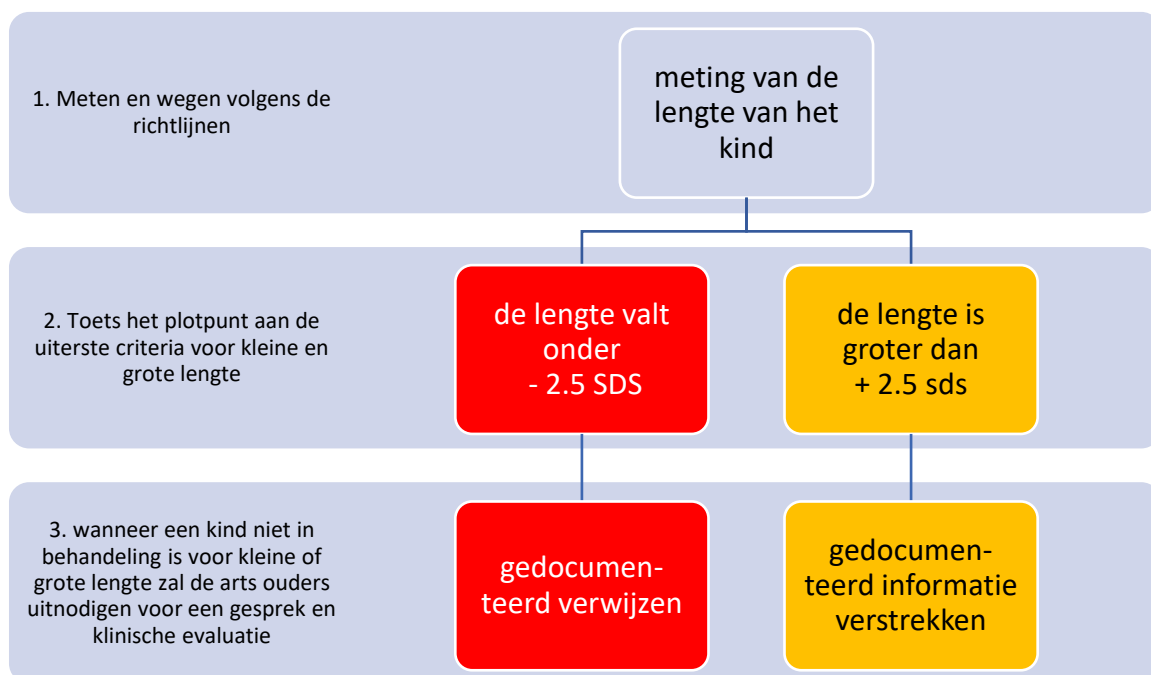 1. Meten en wegen volgens de
richtlijnen
meting van de
lengte van het
kind
2. Toets het plotpunt aan de
uiterste criteria voor kleine en
grote lengte
de lengte valt
onder
- 2.5 SDS
de lengte is
groter dan
+ 2.5 sds
3. wanneer een kind niet in
behandeling is voor kleine of
grote lengte zal de arts ouders
uitnodigen voor een gesprek en
klinische evaluatie
gedocumen-
teerd verwijzen
gedocumen-
teerd informatie
verstrekken